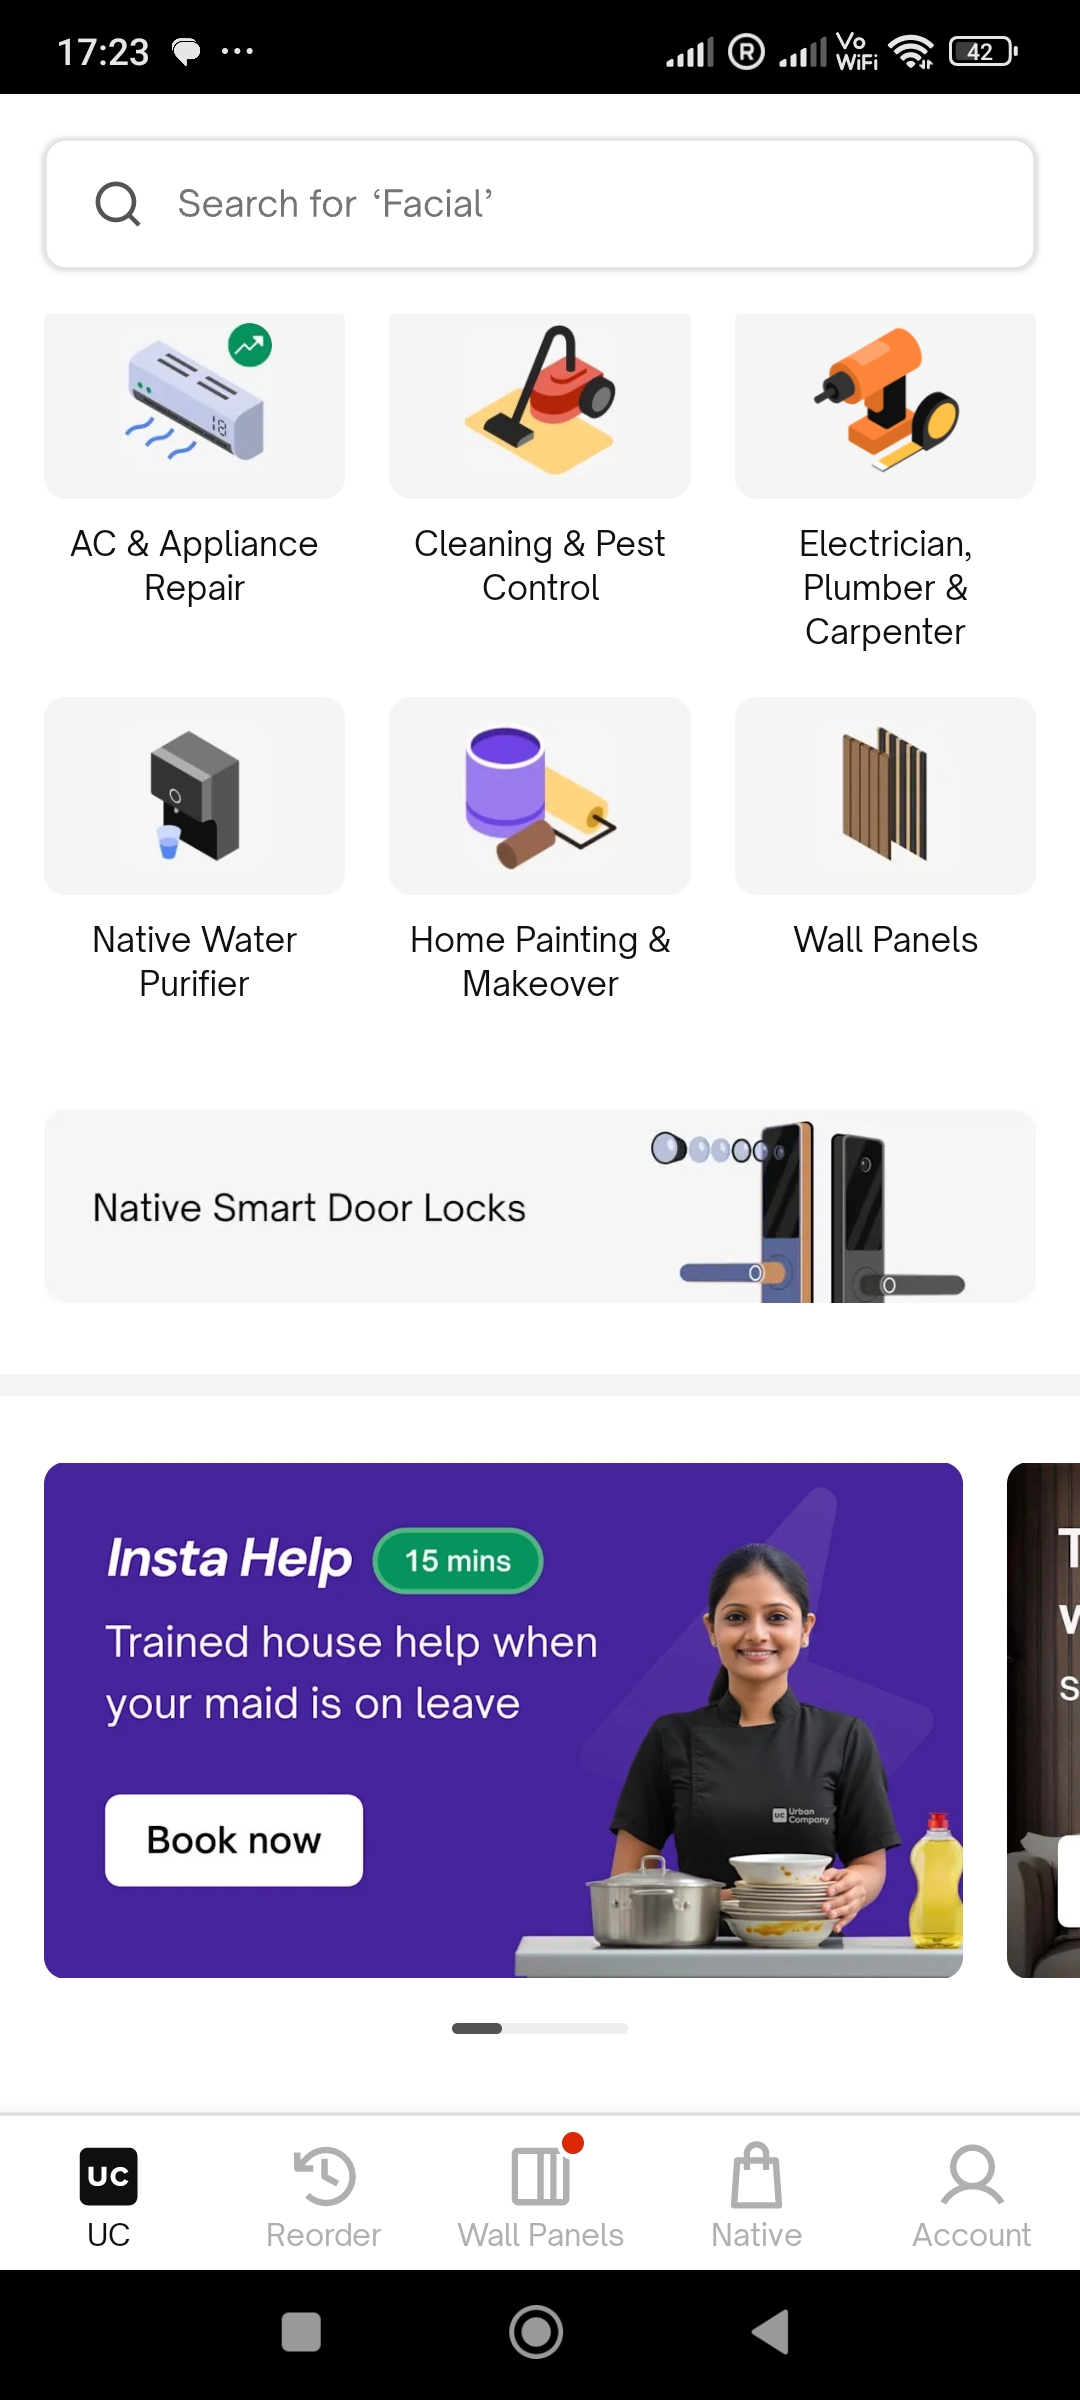 17:23
R
Vo
WiFi
42
Search for ‘Facial’
18
AC & Appliance
Repair
Cleaning & Pest
Control
Electrician,
Plumber &
Carpenter
Native Water
Purifier
Home Painting &
Makeover
Wall Panels
Native Smart Door Locks
Insta Help
15 mins
Trained house help when
your maid is on leave
Book now
UC Urban
Company
UC
UC
Reorder
Wall Panels
Native
Account